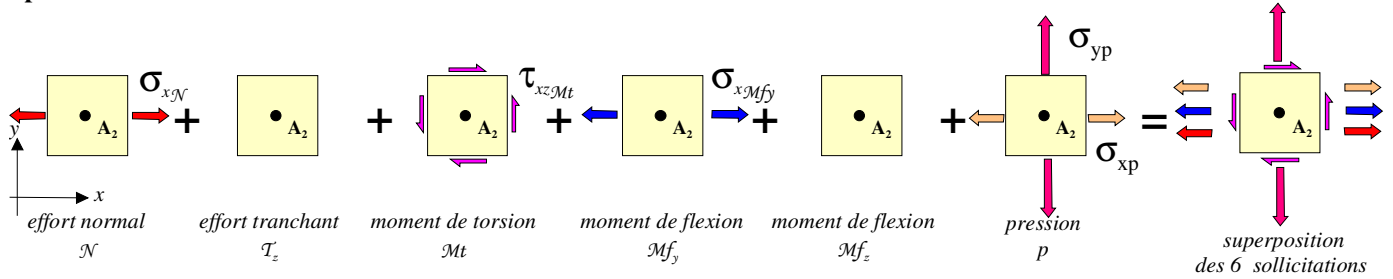 σxN + + τxzMt + σxMfy + + σyp =
A₂ A₂ A₂ A₂ A₂ A₂ A₂
σxp
y
x
effort normal effort tranchant moment de torsion moment de flexion moment de flexion pression
N Tz Mt Mfy Mfz p
superposition
des 6 sollicitations